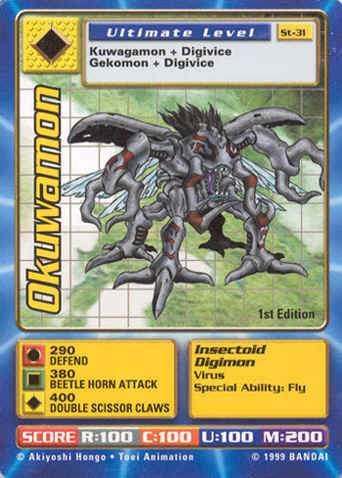 Ultimate Level
St-31
Kuwagamon + Digivice
Gekomon + Digivice
Okuwamon
1st Edition
290
DEFEND
380
BEETLE HORN ATTACK
400
DOUBLE SCISSOR CLAWS
Insectoid
Digimon
Virus
Special Ability: Fly
SCORE R:100 C:100 U:100 M:200
© Akiyoshi Hongo • Toei Animation © 1999 BANDAI